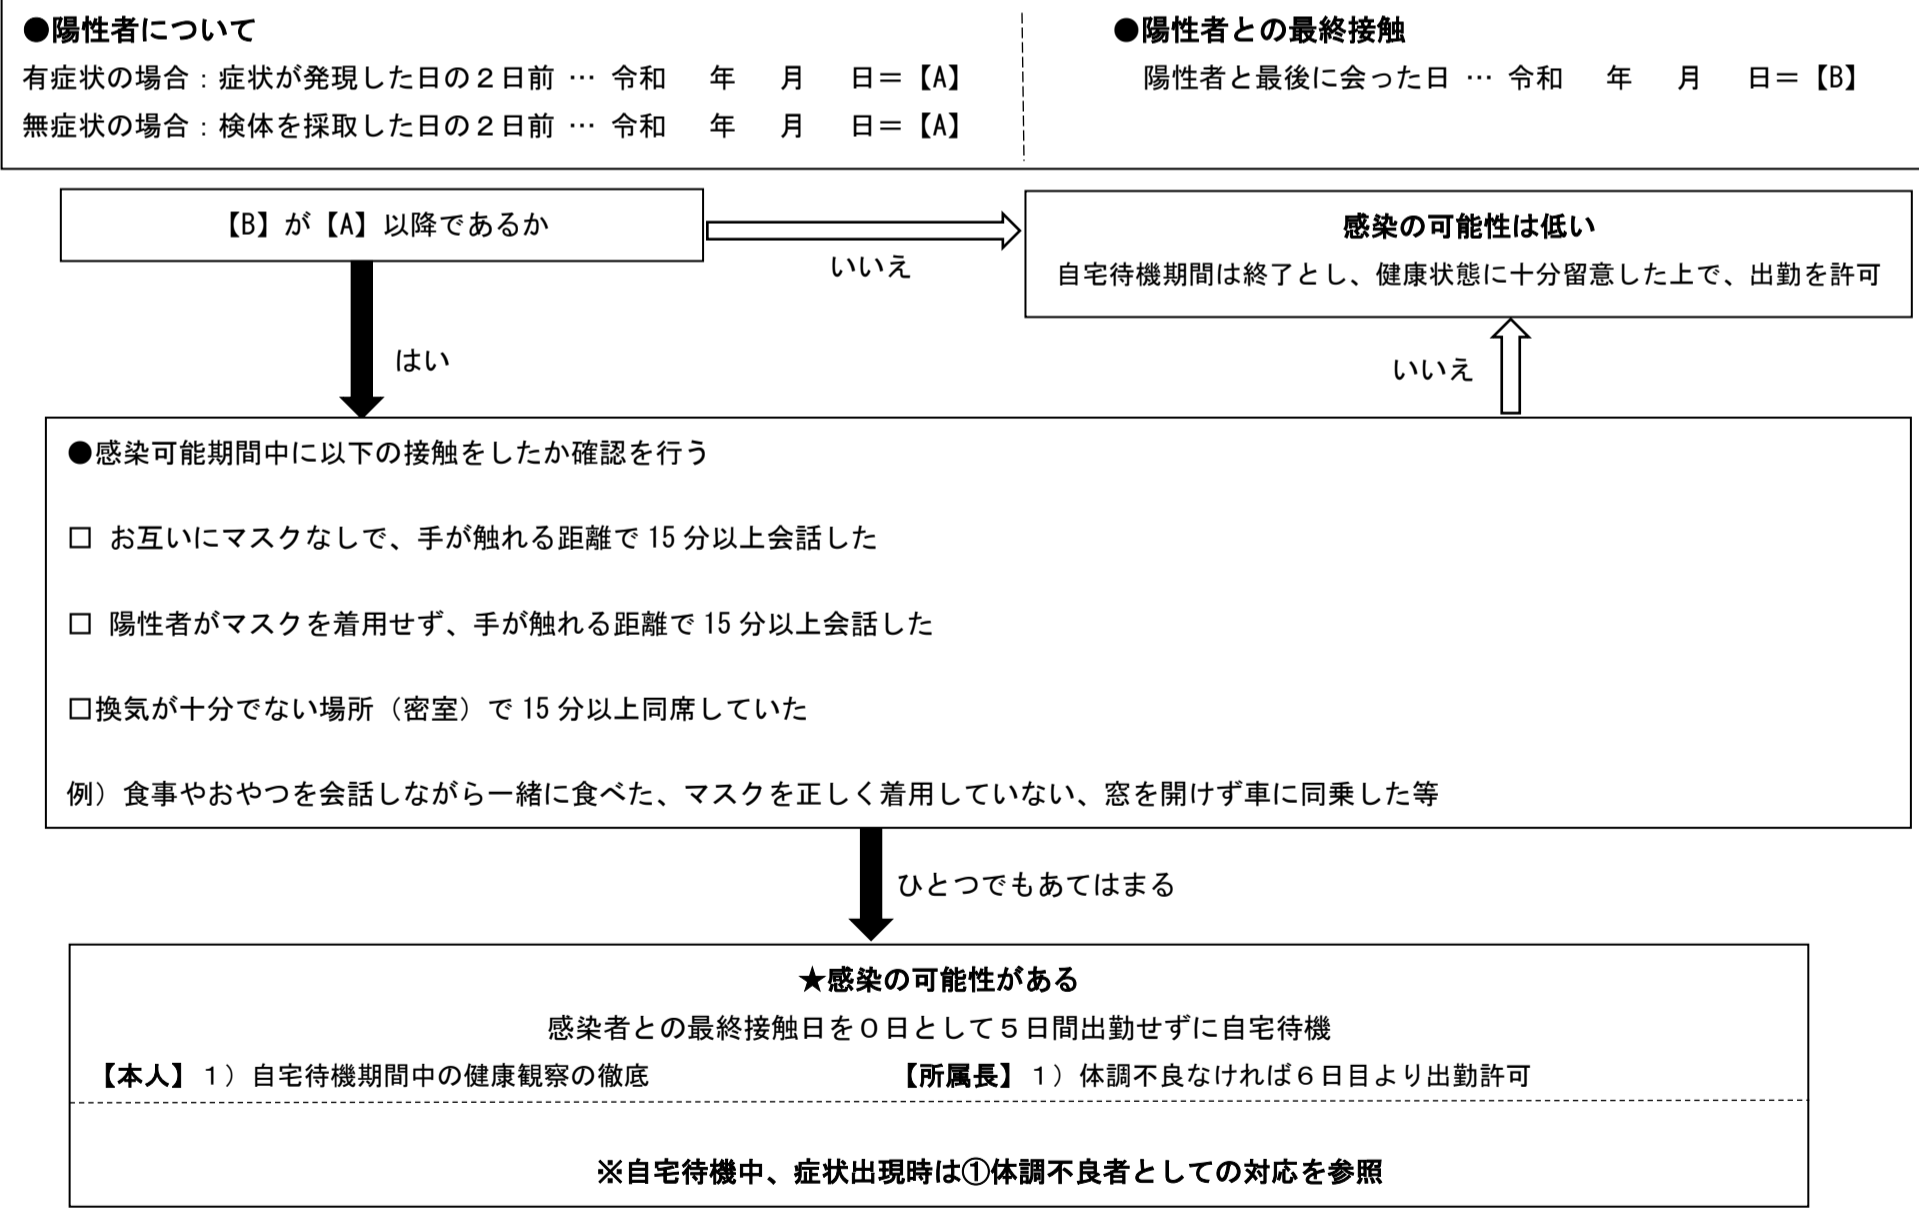 ●陽性者について
有症状の場合：症状が発現した日の２日前 … 令和　年　月　日＝【A】
無症状の場合：検体を採取した日の２日前 … 令和　年　月　日＝【A】
●陽性者との最終接触
陽性者と最後に会った日 … 令和　年　月　日＝【B】
【B】が【A】以降であるか
いいえ
感染の可能性は低い
自宅待機期間は終了とし、健康状態に十分留意した上で、出勤を許可
はい
いいえ
●感染可能期間中に以下の接触をしたか確認を行う
□ お互いにマスクなしで、手が触れる距離で 15 分以上会話した
□ 陽性者がマスクを着用せず、手が触れる距離で 15 分以上会話した
□換気が十分でない場所（密室）で 15 分以上同席していた
例）食事やおやつを会話しながら一緒に食べた、マスクを正しく着用していない、窓を開けず車に同乗した等
ひとつでもあてはまる
★感染の可能性がある
感染者との最終接触日を０日として５日間出勤せずに自宅待機
【本人】１）自宅待機期間中の健康観察の徹底
【所属長】１）体調不良なければ６日目より出勤許可
※自宅待機中、症状出現時は①体調不良者としての対応を参照